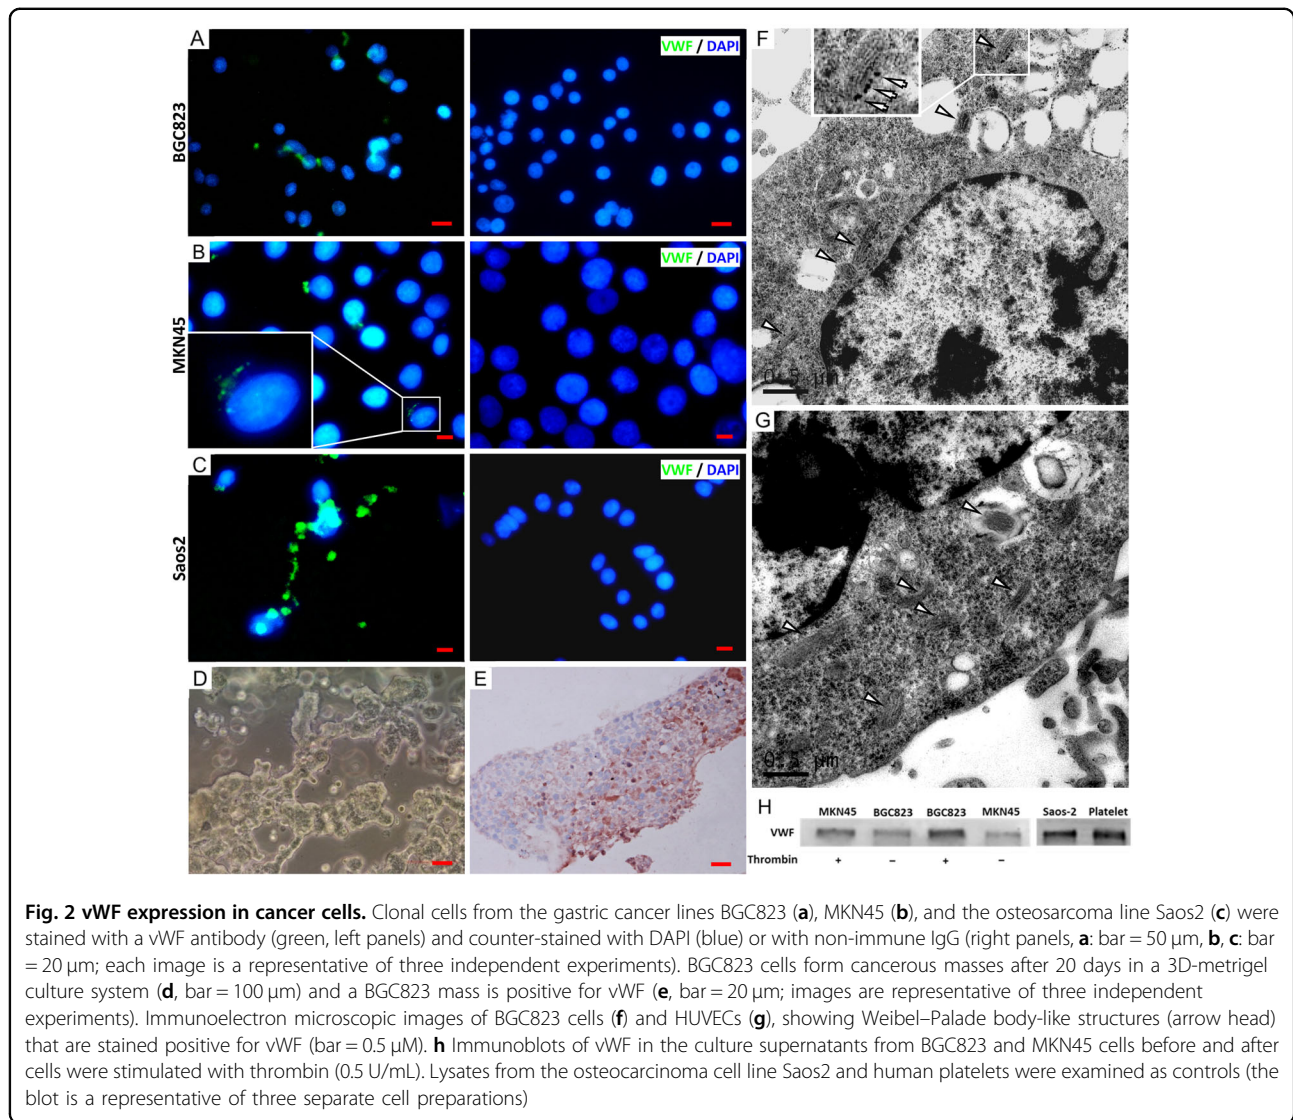 A
VWF / DAPI
BGC823
B
VWF / DAPI
MKN45
C
VWF / DAPI
Saos2
D
E
F
0.5 µm
G
0.5 µm
H
MKN45 BGC823 BGC823 MKN45 Saos-2 Platelet
VWF
Thrombin + – + –
Fig. 2 vWF expression in cancer cells. Clonal cells from the gastric cancer lines BGC823 (a), MKN45 (b), and the osteosarcoma line Saos2 (c) were
stained with a vWF antibody (green, left panels) and counter-stained with DAPI (blue) or with non-immune IgG (right panels, a: bar = 50 µm, b, c: bar
= 20 µm; each image is a representative of three independent experiments). BGC823 cells form cancerous masses after 20 days in a 3D-metrigel
culture system (d, bar = 100 µm) and a BGC823 mass is positive for vWF (e, bar = 20 µm; images are representative of three independent
experiments). Immunoelectron microscopic images of BGC823 cells (f) and HUVECs (g), showing Weibel–Palade body-like structures (arrow head)
that are stained positive for vWF (bar = 0.5 µM). h Immunoblots of vWF in the culture supernatants from BGC823 and MKN45 cells before and after
cells were stimulated with thrombin (0.5 U/mL). Lysates from the osteocarcinoma cell line Saos2 and human platelets were examined as controls (the
blot is a representative of three separate cell preparations)